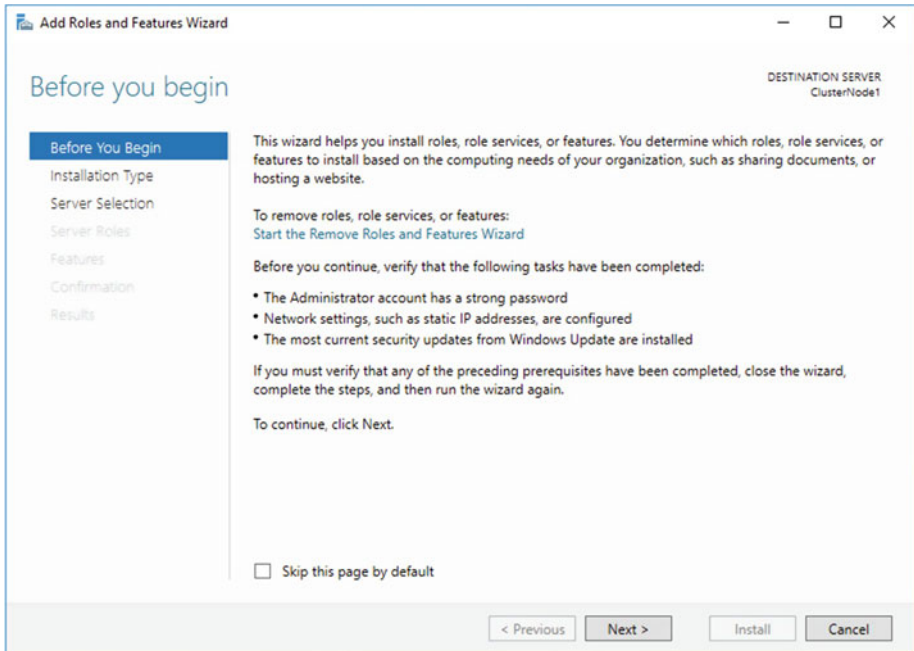 Add Roles and Features Wizard
Before you begin
DESTINATION SERVER
ClusterNode1
Before You Begin
Installation Type
Server Selection
Server Roles
Features
Confirmation
Results
This wizard helps you install roles, role services, or features. You determine which roles, role services, or
features to install based on the computing needs of your organization, such as sharing documents, or
hosting a website.
To remove roles, role services, or features:
Start the Remove Roles and Features Wizard
Before you continue, verify that the following tasks have been completed:
• The Administrator account has a strong password
• Network settings, such as static IP addresses, are configured
• The most current security updates from Windows Update are installed
If you must verify that any of the preceding prerequisites have been completed, close the wizard,
complete the steps, and then run the wizard again.
To continue, click Next.
Skip this page by default
< Previous
Next >
Install
Cancel